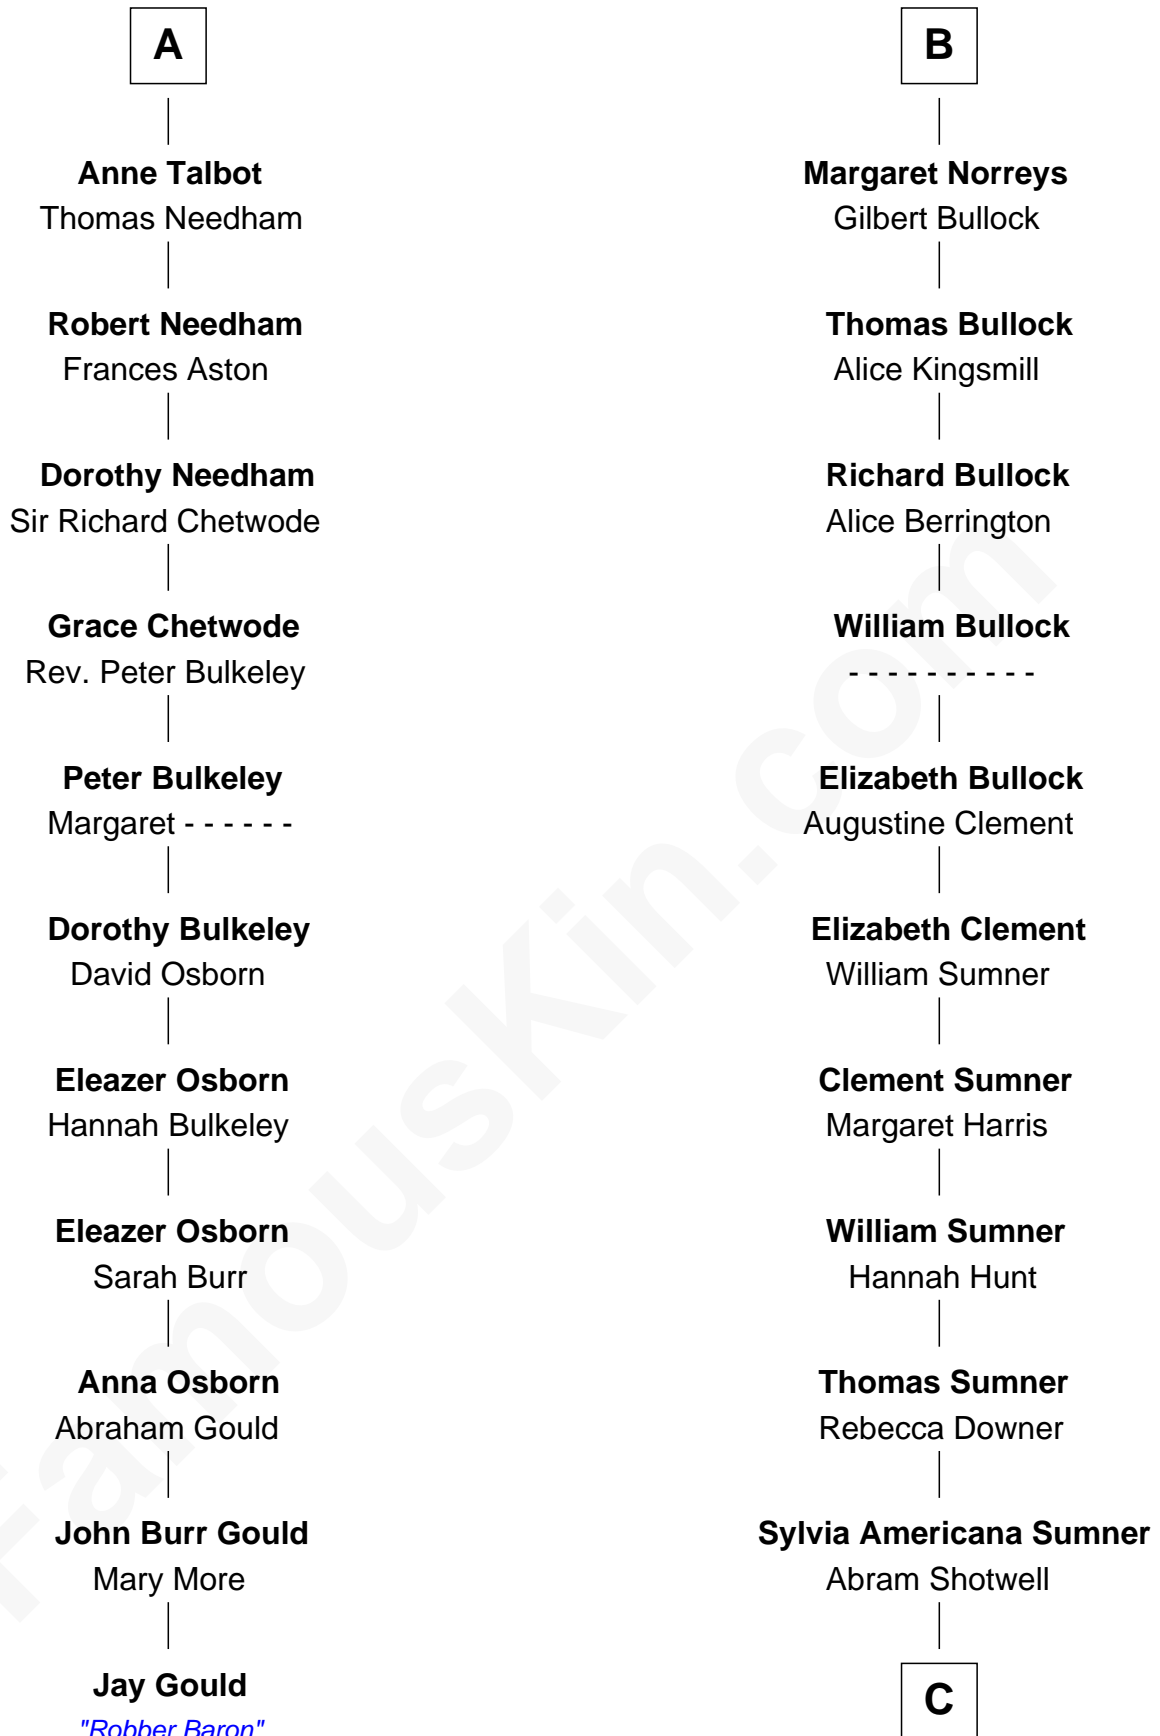 A
Anne Talbot
Thomas Needham
Robert Needham
Frances Aston
Dorothy Needham
Sir Richard Chetwode
Grace Chetwode
Rev. Peter Bulkeley
Peter Bulkeley
Margaret - - - - - -
Dorothy Bulkeley
David Osborn
Eleazer Osborn
Hannah Bulkeley
Eleazer Osborn
Sarah Burr
Anna Osborn
Abraham Gould
John Burr Gould
Mary More
Jay Gould
"Robber Baron"
B
Margaret Norreys
Gilbert Bullock
Thomas Bullock
Alice Kingsmill
Richard Bullock
Alice Berrington
William Bullock
- - - - - - - - - -
Elizabeth Bullock
Augustine Clement
Elizabeth Clement
William Sumner
Clement Sumner
Margaret Harris
William Sumner
Hannah Hunt
Thomas Sumner
Rebecca Downer
Sylvia Americana Sumner
Abram Shotwell
C
FamousKin.com